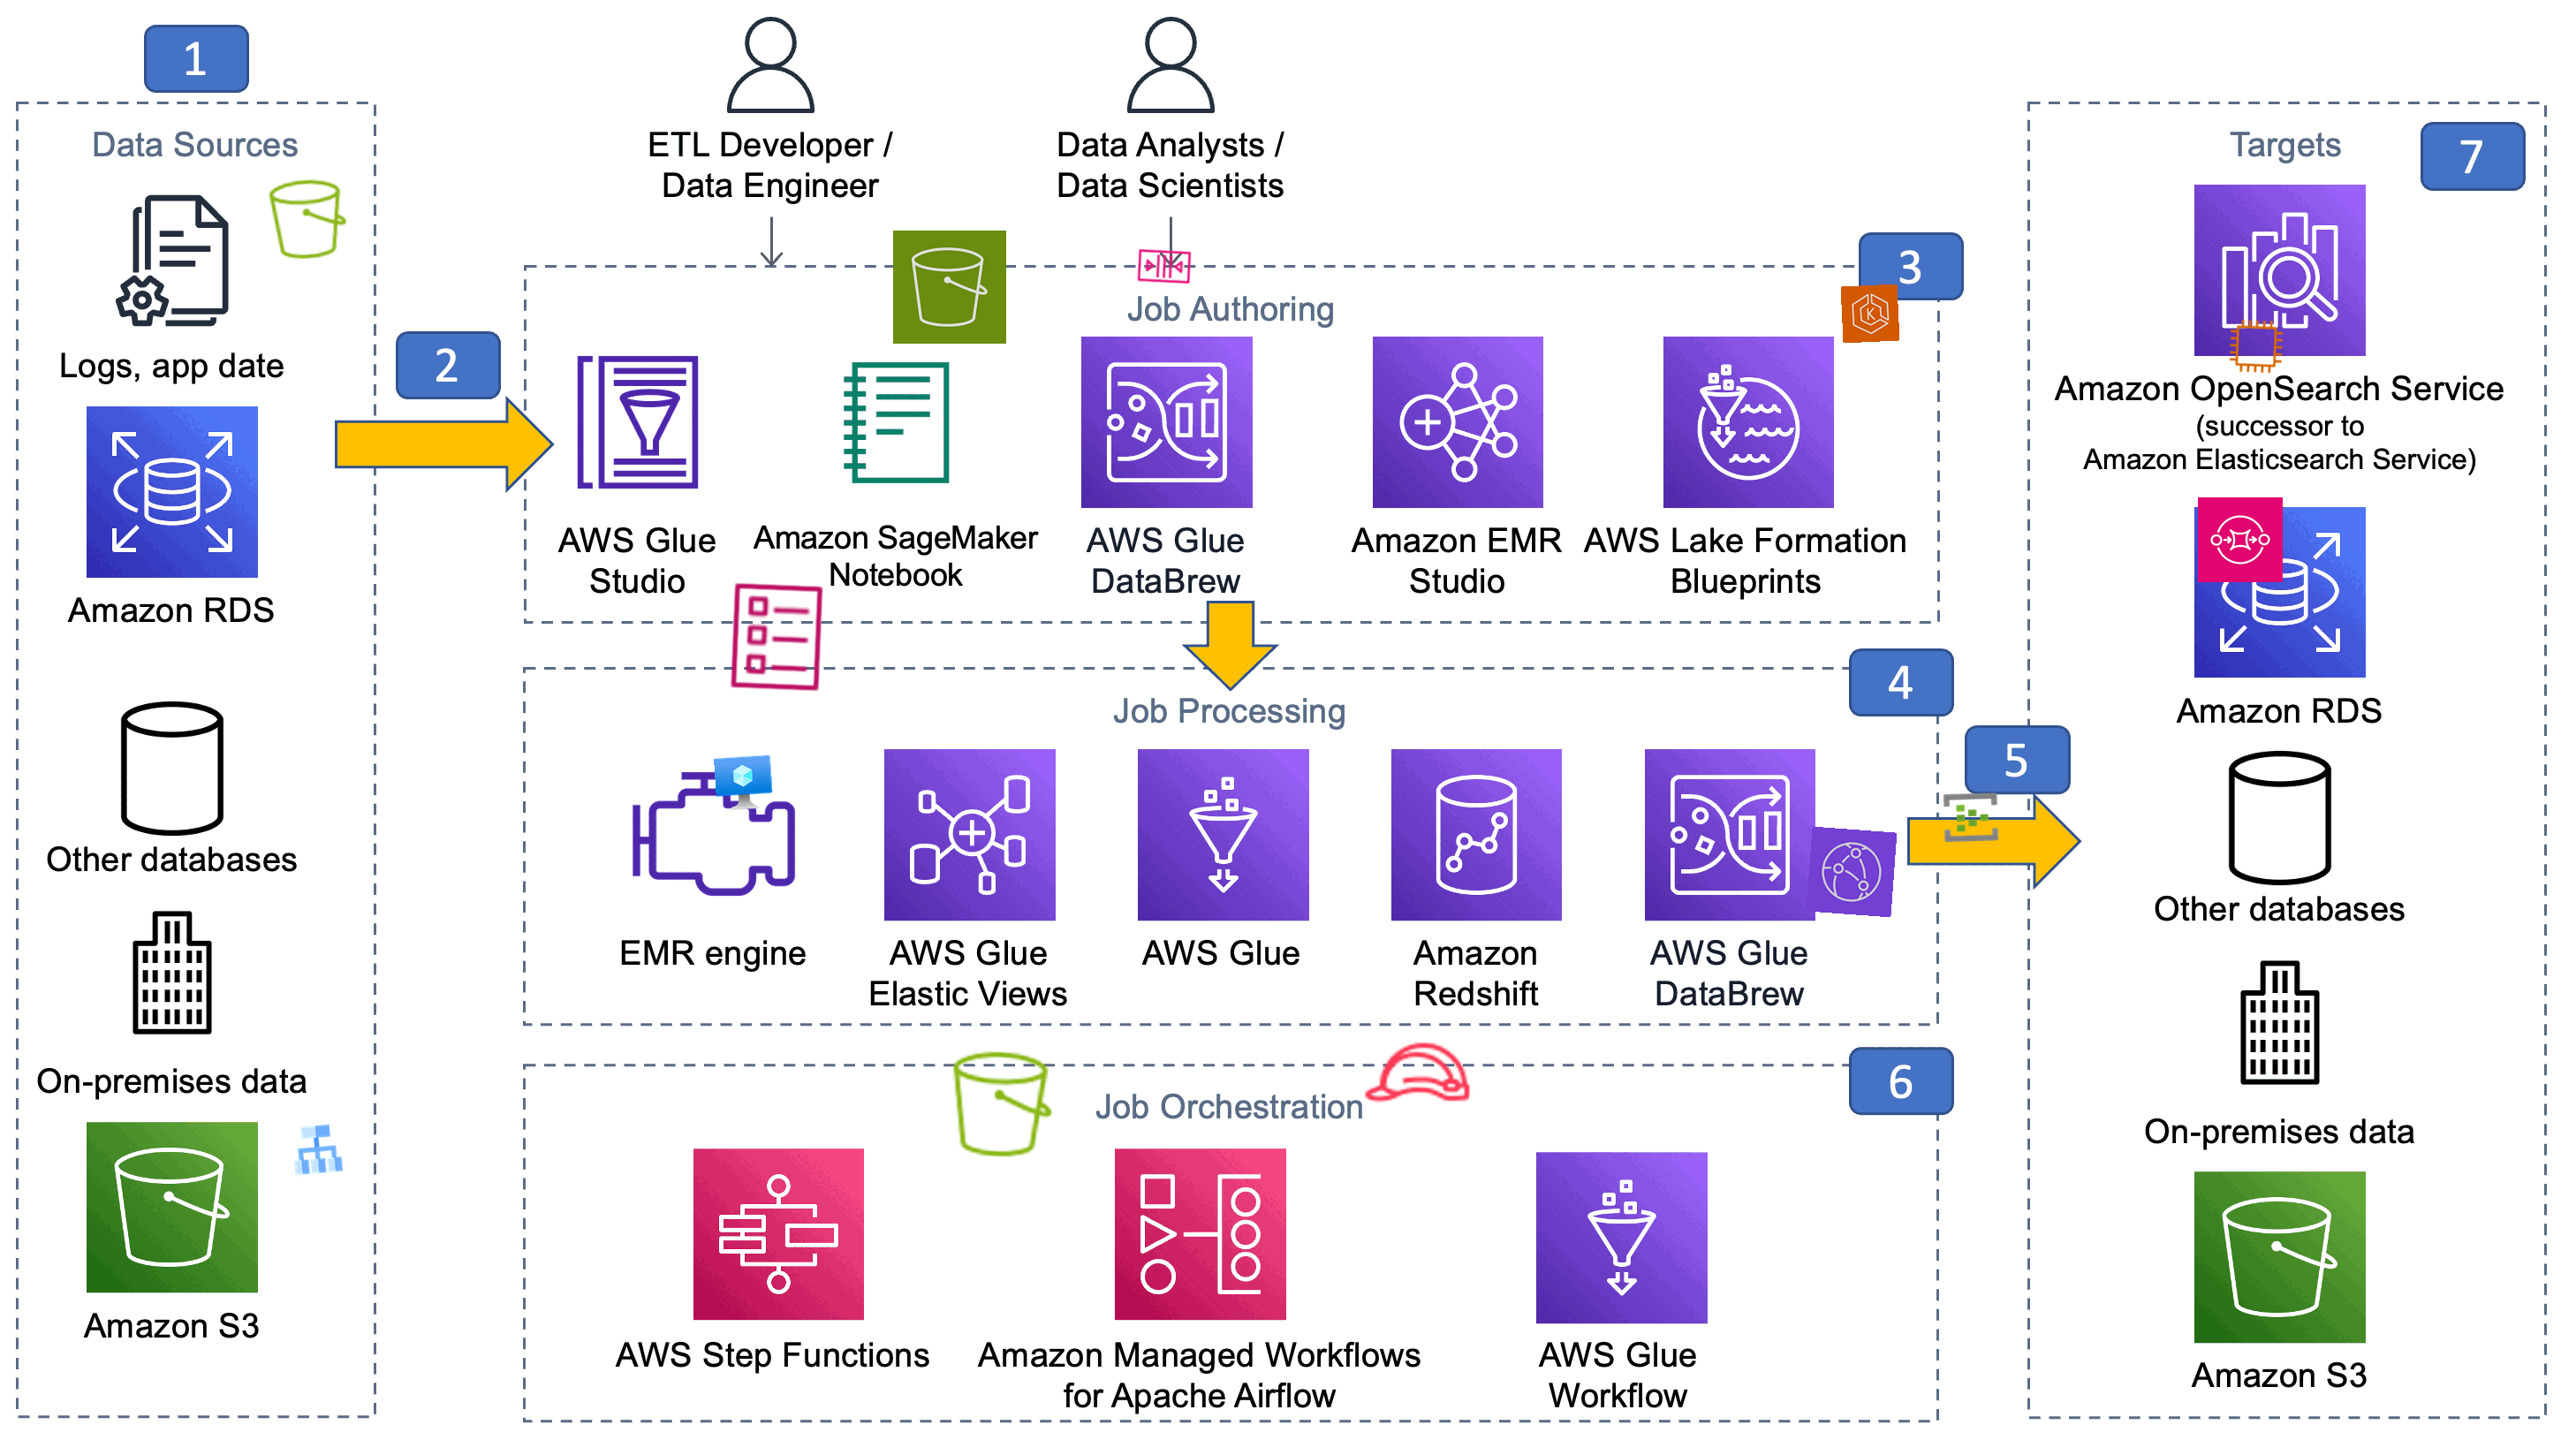 1
Data Sources
Logs, app date
Amazon RDS
Other databases
On-premises data
Amazon S3
2
ETL Developer /
Data Engineer
Data Analysts /
Data Scientists
3
Job Authoring
AWS Glue
Studio
Amazon SageMaker
Notebook
AWS Glue
DataBrew
Amazon EMR
Studio
AWS Lake Formation
Blueprints
K
4
Job Processing
EMR engine
AWS Glue
Elastic Views
AWS Glue
Amazon
Redshift
AWS Glue
DataBrew
5
6
Job Orchestration
AWS Step Functions
Amazon Managed Workflows
for Apache Airflow
AWS Glue
Workflow
7
Targets
Amazon OpenSearch Service
(successor to
Amazon Elasticsearch Service)
Amazon RDS
Other databases
On-premises data
Amazon S3